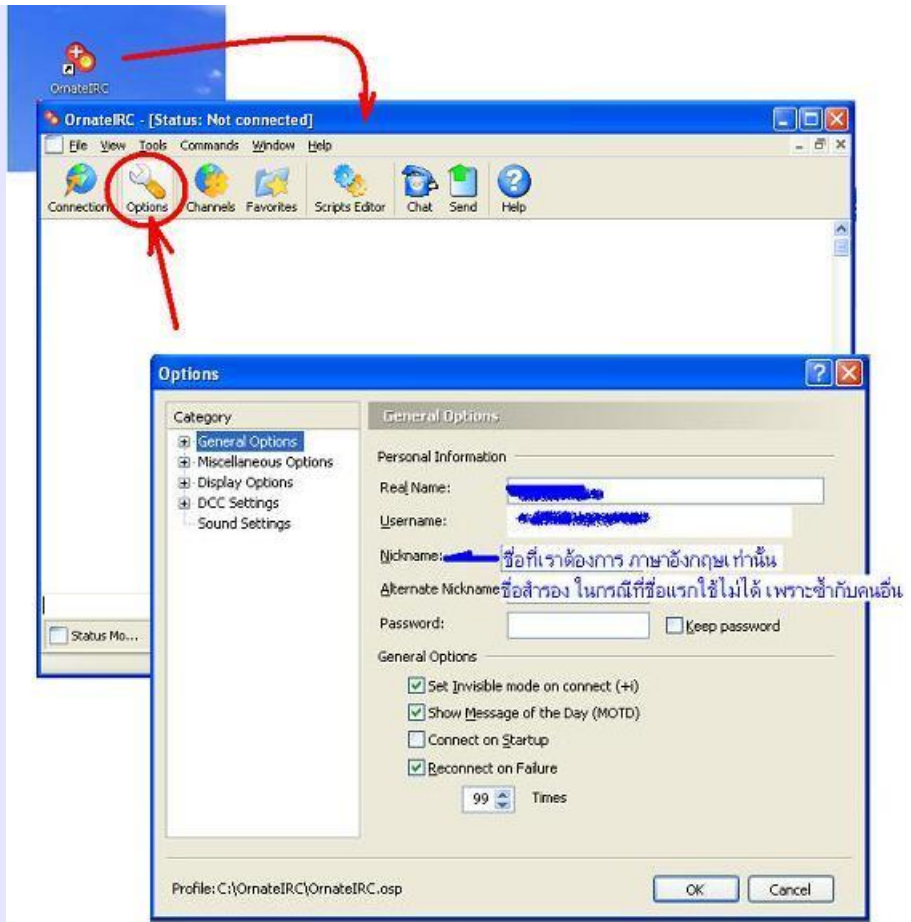 OrnateIRC
OrnateIRC - [Status: Not connected]
File View Tools Commands Window Help
Connection Options Channels Favorites Scripts Editor Chat Send Help
Options
Category
General Options
Miscellaneous Options
Display Options
DCC Settings
Sound Settings
General Options
Personal Information
Real Name:
Username:
Nickname: ชื่อที่เราต้องการ ภาษาอังกฤษเท่านั้น
Alternate Nickname ชื่อสำรอง ในกรณีที่ชื่อแรกใช้ไม่ได้ เพราะซ้ำกับคนอื่น
Password: Keep password
General Options
Set Invisible mode on connect (+i)
Show Message of the Day (MOTD)
Connect on Startup
Reconnect on Failure
99 Times
Status Mo...
Profile: C:\OrnateIRC\OrnateIRC.osp
OK Cancel